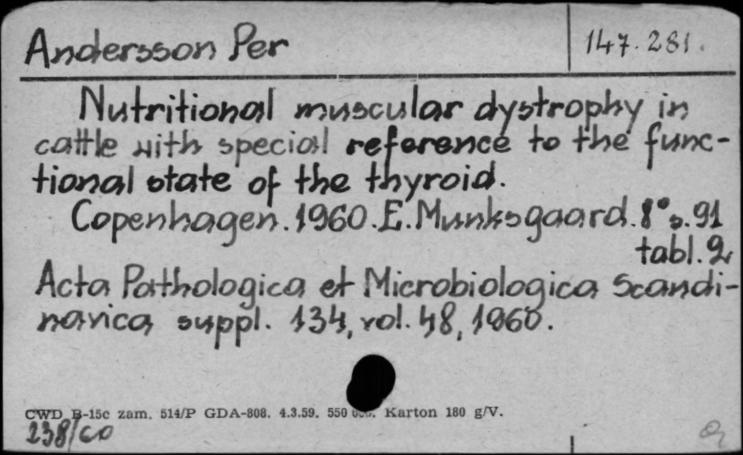 Andersson Per
147.281.
Nutritional muscular dystrophy in
cattle with special reference to the func-
tional state of the thyroid.
Copenhagen.1960.E.Munksgaard.8°s.91
tabl.2
Acta Pathologica et Microbiologica Scandi-
navica suppl. 134, vol. 48, 1960.
CWD B-15c zam. 514/P GDA-808. 4.3.59. 550 Karton 180 g/V.
238/60